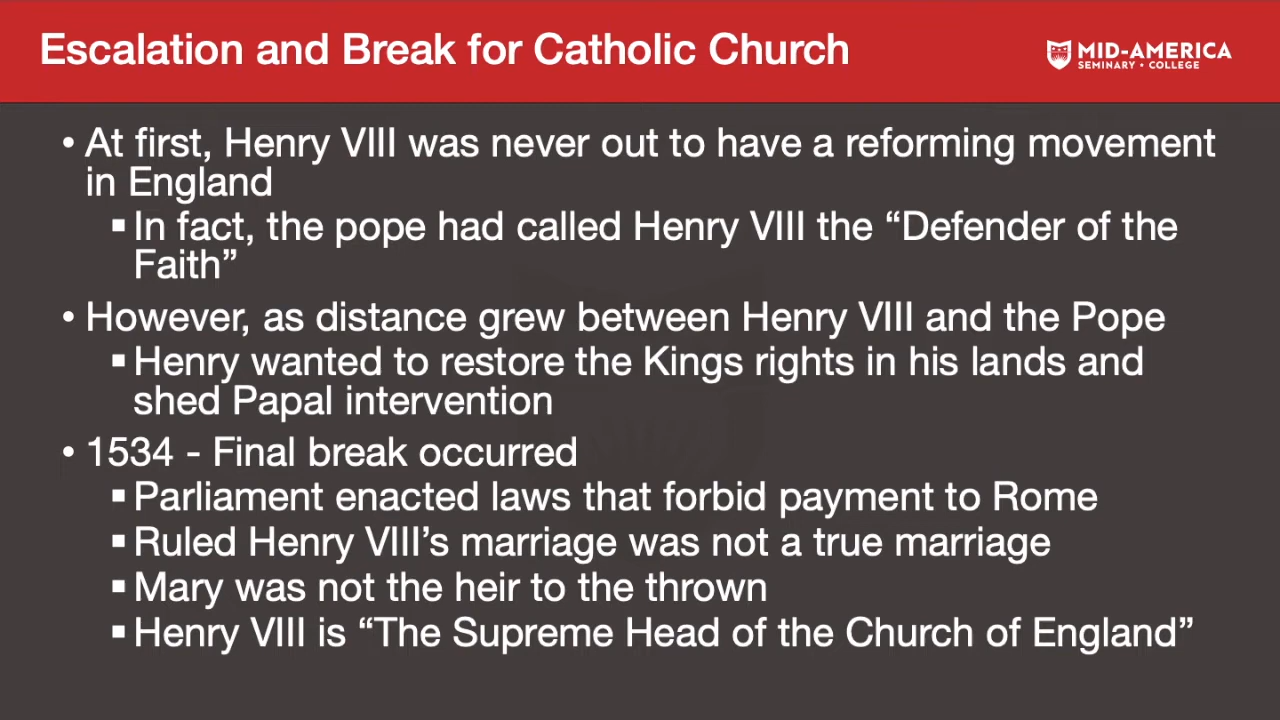 Escalation and Break for Catholic Church
MID-AMERICA
SEMINARY • COLLEGE
• At first, Henry VIII was never out to have a reforming movement
in England
▪ In fact, the pope had called Henry VIII the “Defender of the
Faith”
• However, as distance grew between Henry VIII and the Pope
▪ Henry wanted to restore the Kings rights in his lands and
shed Papal intervention
• 1534 - Final break occurred
▪ Parliament enacted laws that forbid payment to Rome
▪ Ruled Henry VIII’s marriage was not a true marriage
▪ Mary was not the heir to the thrown
▪ Henry VIII is “The Supreme Head of the Church of England”